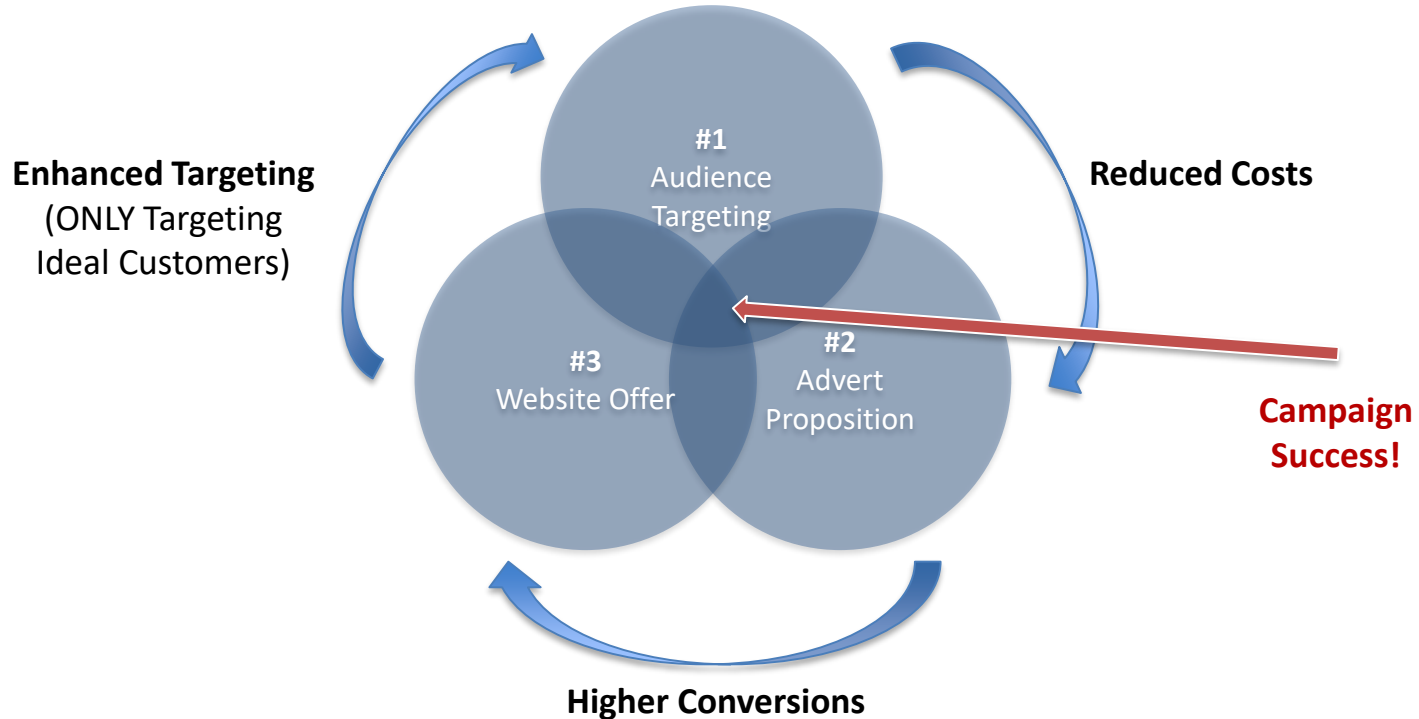 #1
Audience
Targeting
Enhanced Targeting
(ONLY Targeting
Ideal Customers)
Reduced Costs
#3
Website Offer
#2
Advert
Proposition
Campaign
Success!
Higher Conversions